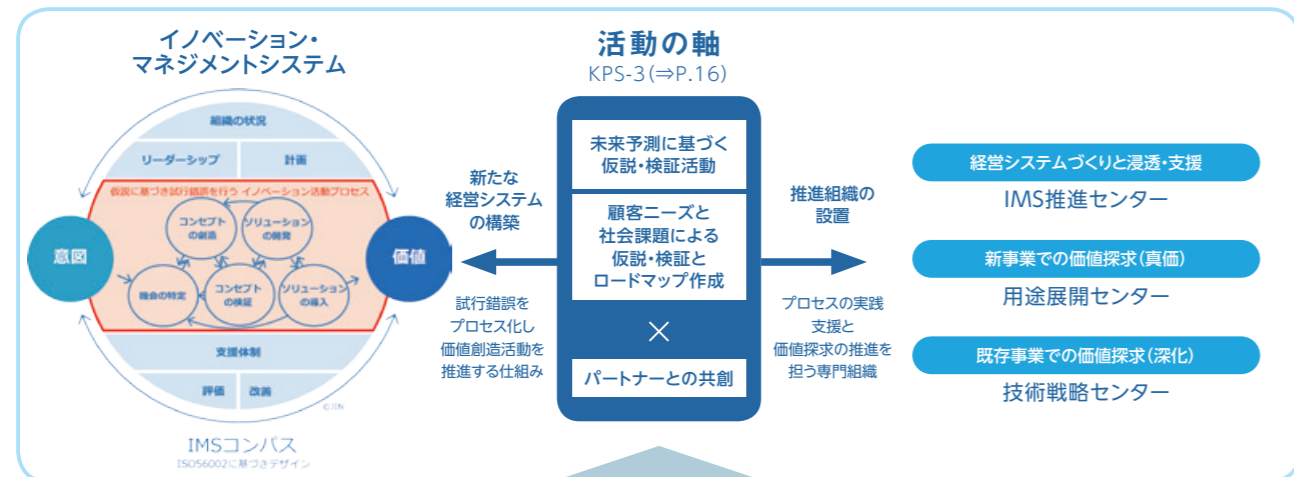 イノベーション・
マネジメントシステム
組織の状況
リーダーシップ
計画
仮説に基づき試行錯誤を行う イノベーション活動プロセス
コンセプト
の創造
ソリューション
の開発
意図
価値
機会の特定
コンセプト
の検証
ソリューション
の導入
支援体制
評価
改善
©JIN
IMSコンパス
ISO56002に基づきデザイン
新たな
経営システム
の構築
試行錯誤を
プロセス化し
価値創造活動を
推進する仕組み
活動の軸
KPS-3(⇒P.16)
未来予測に基づく
仮説・検証活動
顧客ニーズと
社会課題による
仮説・検証と
ロードマップ作成
×
パートナーとの共創
推進組織の
設置
プロセスの実践
支援と
価値探求の推進を
担う専門組織
経営システムづくりと浸透・支援
IMS推進センター
新事業での価値探求(真価)
用途展開センター
既存事業での価値探求(深化)
技術戦略センター